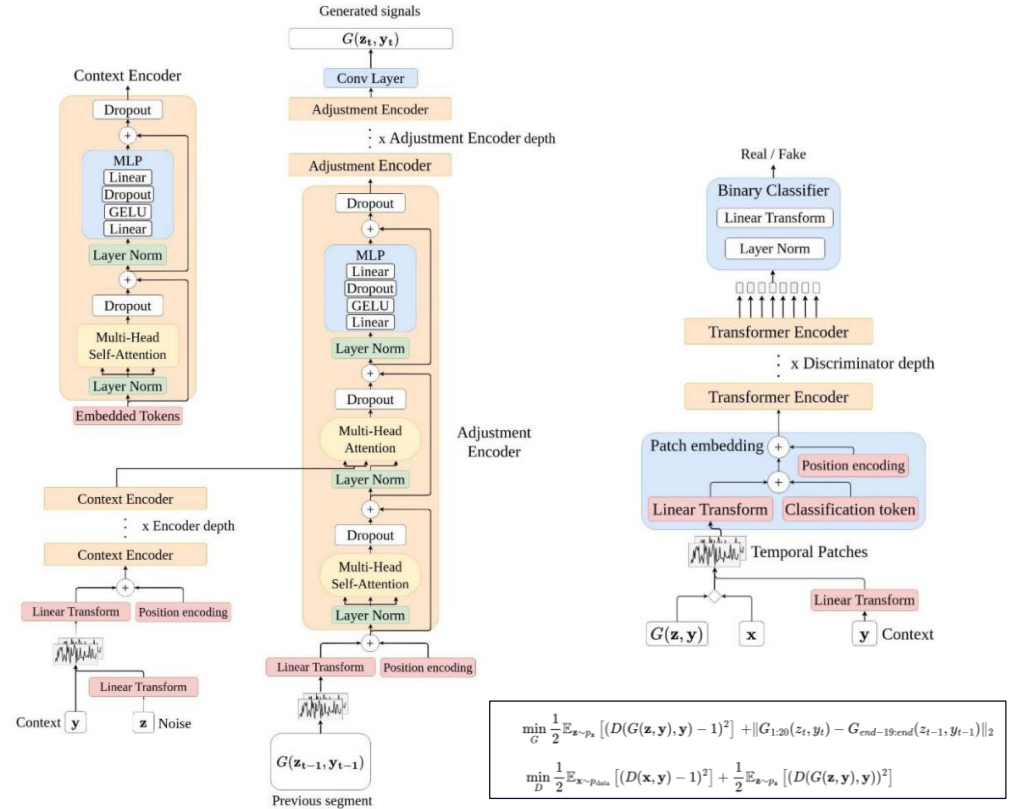 Generated signals
G(z_t, y_t)
Conv Layer
Adjustment Encoder
x Adjustment Encoder depth
Adjustment Encoder
Dropout
+
MLP
Linear
Dropout
GELU
Linear
Layer Norm
+
Dropout
Multi-Head
Attention
Layer Norm
+
Dropout
Multi-Head
Self-Attention
Layer Norm
+
Linear Transform
Position encoding
G(z_{t-1}, y_{t-1})
Previous segment
Adjustment
Encoder
Context Encoder
Dropout
+
MLP
Linear
Dropout
GELU
Linear
Layer Norm
+
Dropout
Multi-Head
Self-Attention
Layer Norm
Embedded Tokens
Context Encoder
x Encoder depth
Context Encoder
+
Linear Transform
Position encoding
Linear Transform
Context y
z Noise
Real / Fake
Binary Classifier
Linear Transform
Layer Norm
Transformer Encoder
x Discriminator depth
Transformer Encoder
Patch embedding
+
Position encoding
+
Linear Transform
Classification token
Temporal Patches
Linear Transform
G(z, y)
x
y Context
min_G 1/2 𝔼_{z∼p_z} [(D(G(z, y), y) − 1)^2] + ‖G_{1:20}(z_t, y_t) − G_{end−19:end}(z_{t−1}, y_{t−1})‖_2
min_D 1/2 𝔼_{x∼p_data} [(D(x, y) − 1)^2] + 1/2 𝔼_{z∼p_z} [(D(G(z, y), y))^2]